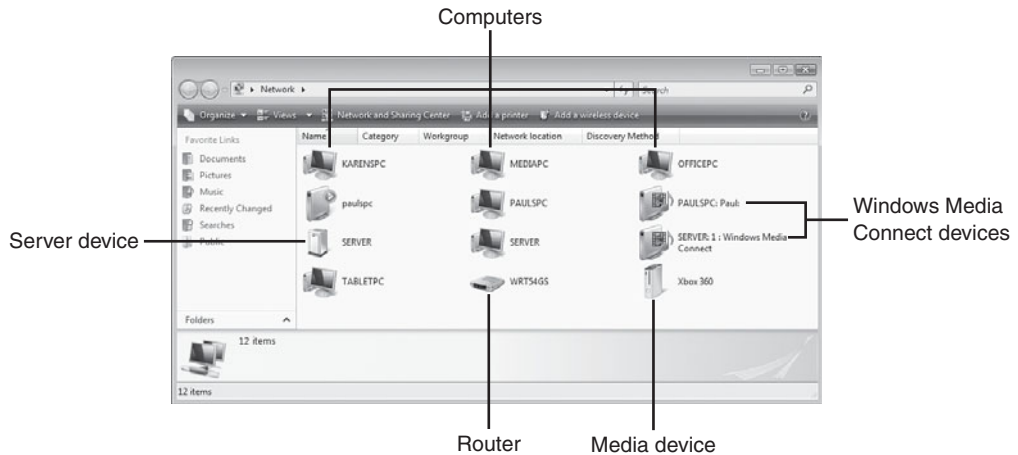 Computers
Network
Search
Organize Views Network and Sharing Center Add a printer Add a wireless device
Favorite Links
Name Category Workgroup Network location Discovery Method
Documents
Pictures
Music
Recently Changed
Searches
Public
KARENSPC MEDIAPC OFFICEPC
paulspc PAULSPC PAULSPC: Paul:
SERVER SERVER SERVER: 1 : Windows Media
Connect
TABLETPC WRT54GS Xbox 360
Server device
Windows Media
Connect devices
Folders
12 items
12 items
Router Media device